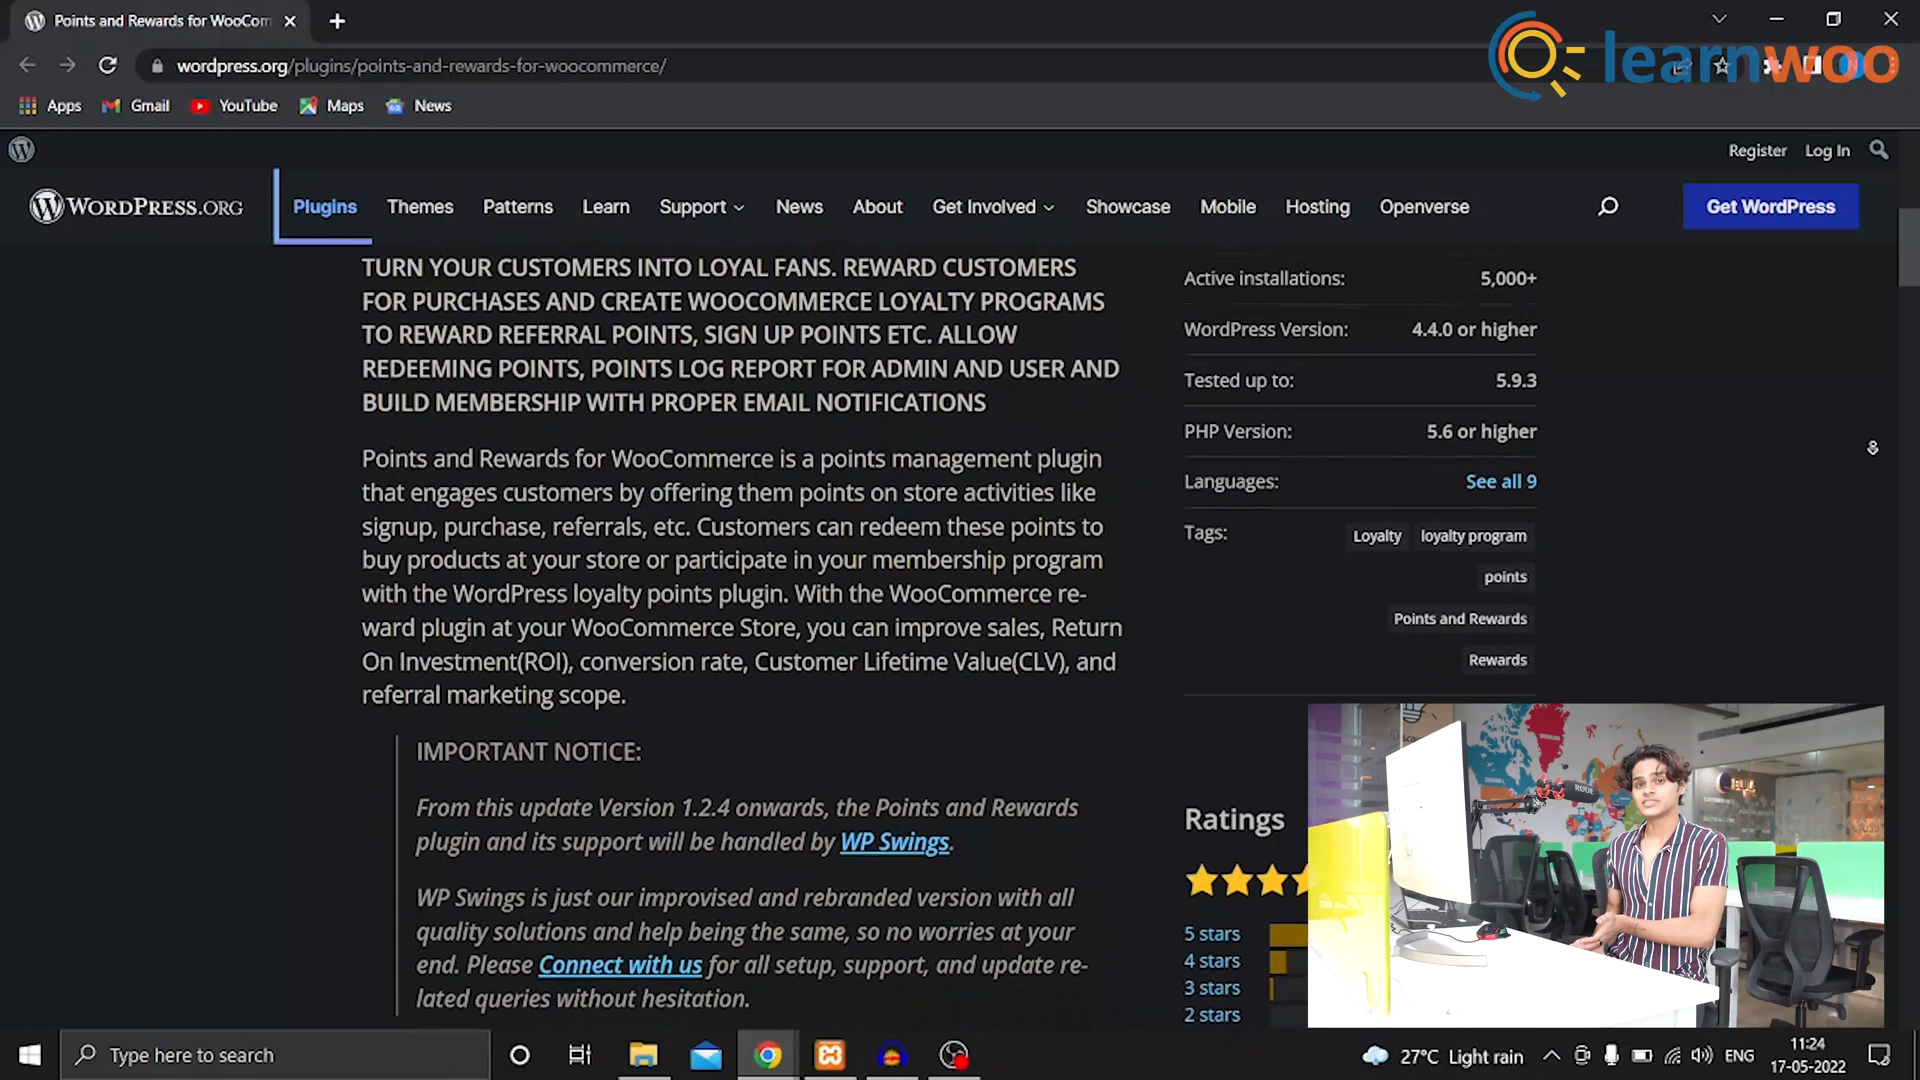 Points and Rewards for WooCom
learnwoo
wordpress.org/plugins/points-and-rewards-for-woocommerce/
Apps
Gmail
YouTube
Maps
News
Register
Log In
WORDPRESS.ORG
Plugins
Themes
Patterns
Learn
Support
News
About
Get Involved
Showcase
Mobile
Hosting
Openverse
Get WordPress
TURN YOUR CUSTOMERS INTO LOYAL FANS. REWARD CUSTOMERS
FOR PURCHASES AND CREATE WOOCOMMERCE LOYALTY PROGRAMS
TO REWARD REFERRAL POINTS, SIGN UP POINTS ETC. ALLOW
REDEEMING POINTS, POINTS LOG REPORT FOR ADMIN AND USER AND
BUILD MEMBERSHIP WITH PROPER EMAIL NOTIFICATIONS
Points and Rewards for WooCommerce is a points management plugin
that engages customers by offering them points on store activities like
signup, purchase, referrals, etc. Customers can redeem these points to
buy products at your store or participate in your membership program
with the WordPress loyalty points plugin. With the WooCommerce re-
ward plugin at your WooCommerce Store, you can improve sales, Return
On Investment(ROI), conversion rate, Customer Lifetime Value(CLV), and
referral marketing scope.
IMPORTANT NOTICE:
From this update Version 1.2.4 onwards, the Points and Rewards
plugin and its support will be handled by WP Swings.
WP Swings is just our improvised and rebranded version with all
quality solutions and help being the same, so no worries at your
end. Please Connect with us for all setup, support, and update re-
lated queries without hesitation.
Active installations: 5,000+
WordPress Version: 4.4.0 or higher
Tested up to: 5.9.3
PHP Version: 5.6 or higher
Languages: See all 9
Tags: Loyalty loyalty program
points
Points and Rewards
Rewards
Ratings
5 stars
4 stars
3 stars
2 stars
RODE
Type here to search
27°C Light rain
ENG
11:24
17-05-2022